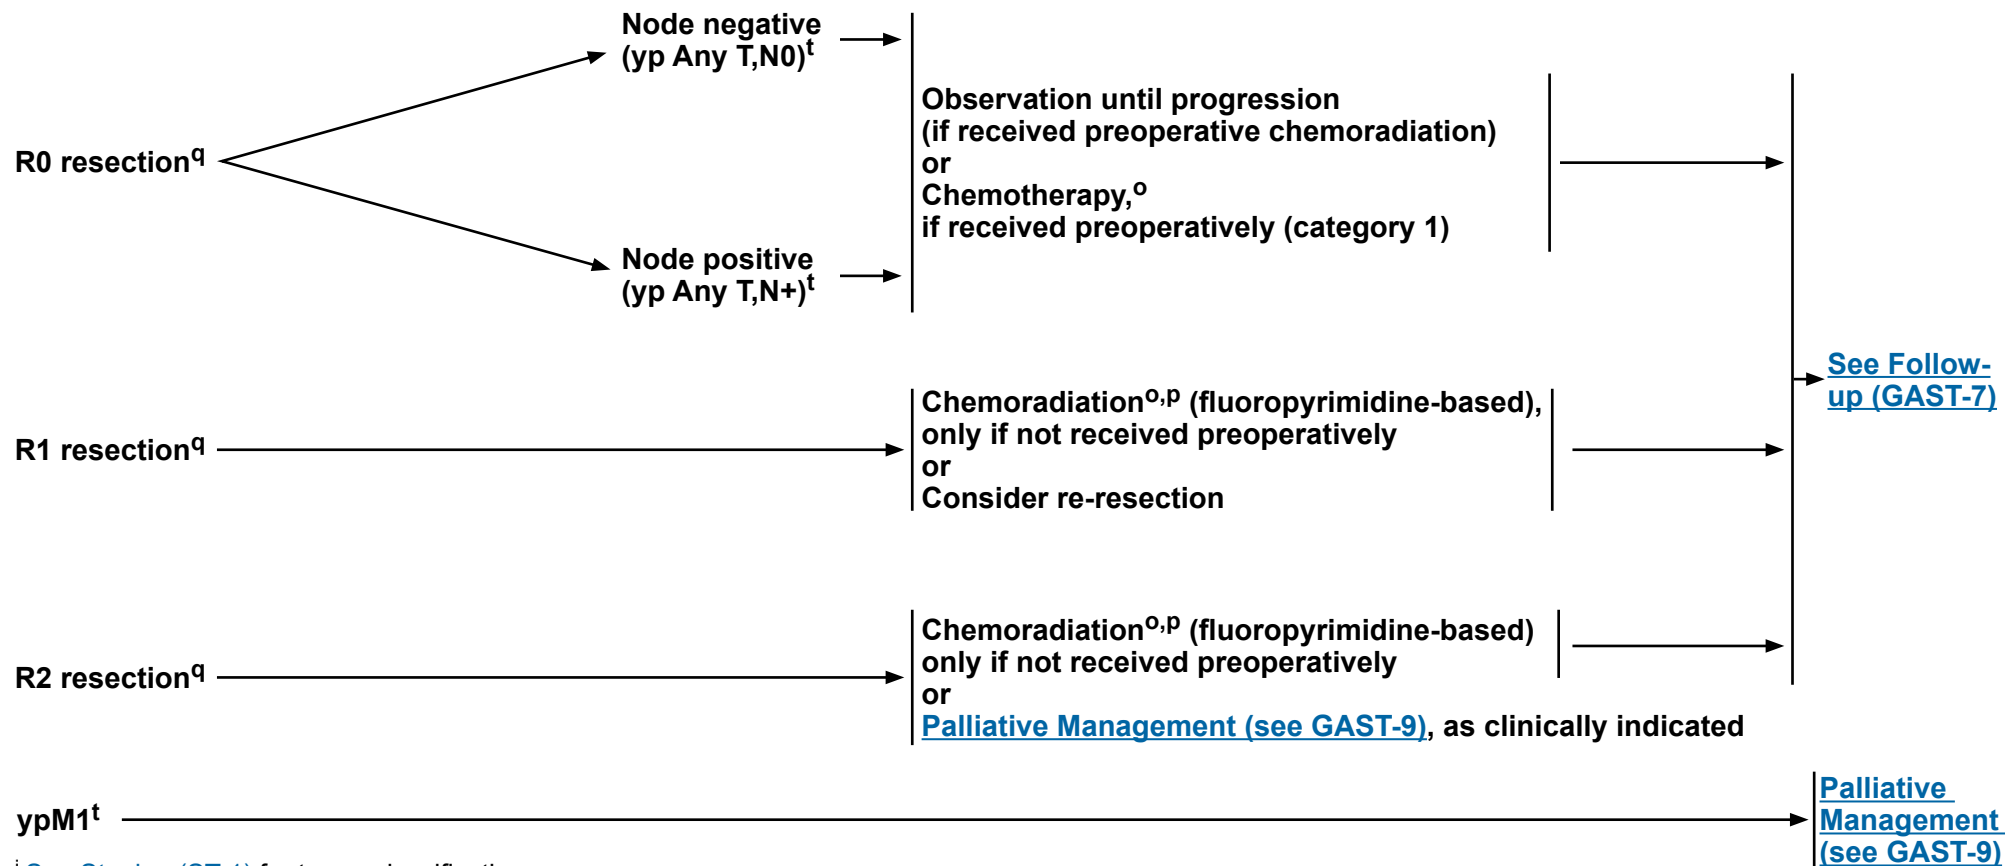 Node negative
(yp Any T,N0)t
R0 resectionq
Observation until progression
(if received preoperative chemoradiation)
or
Chemotherapy,o
if received preoperatively (category 1)
Node positive
(yp Any T,N+)t
See Follow-
up (GAST-7)
R1 resectionq
Chemoradiationo,p (fluoropyrimidine-based),
only if not received preoperatively
or
Consider re-resection
R2 resectionq
Chemoradiationo,p (fluoropyrimidine-based)
only if not received preoperatively
or
Palliative Management (see GAST-9), as clinically indicated
ypM1t
Palliative
Management
(see GAST-9)